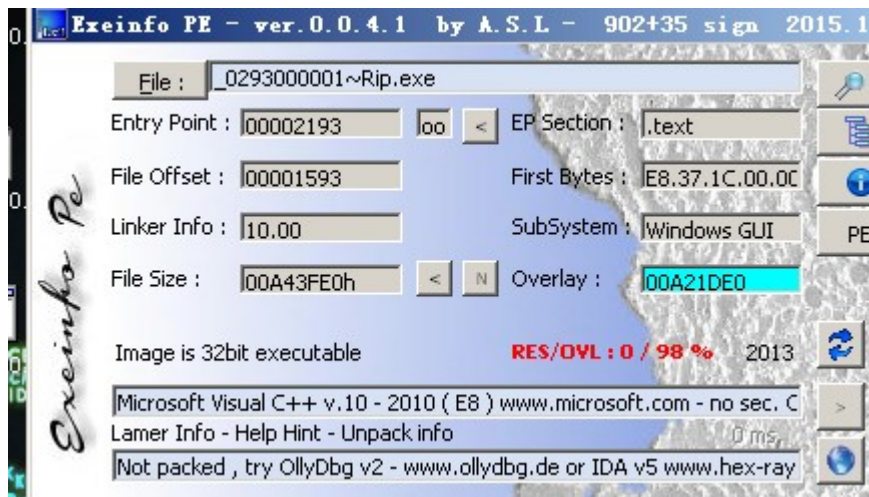 Exeinfo PE - ver.0.0.4.1 by A.S.L - 902+35 sign 2015.1
File : _0293000001~Rip.exe
Entry Point : 00002193 oo < EP Section : .text
File Offset : 00001593 First Bytes : E8.37.1C.00.0C
Linker Info : 10.00 SubSystem : Windows GUI PE
File Size : 00A43FE0h < N Overlay : 00A21DE0
Image is 32bit executable RES/OVL : 0 / 98 % 2013
Microsoft Visual C++ v.10 - 2010 ( E8 ) www.microsoft.com - no sec. C >
Lamer Info - Help Hint - Unpack info 0 ms.
Not packed , try OllyDbg v2 - www.ollydbg.de or IDA v5 www.hex-ray
Exeinfo Pe